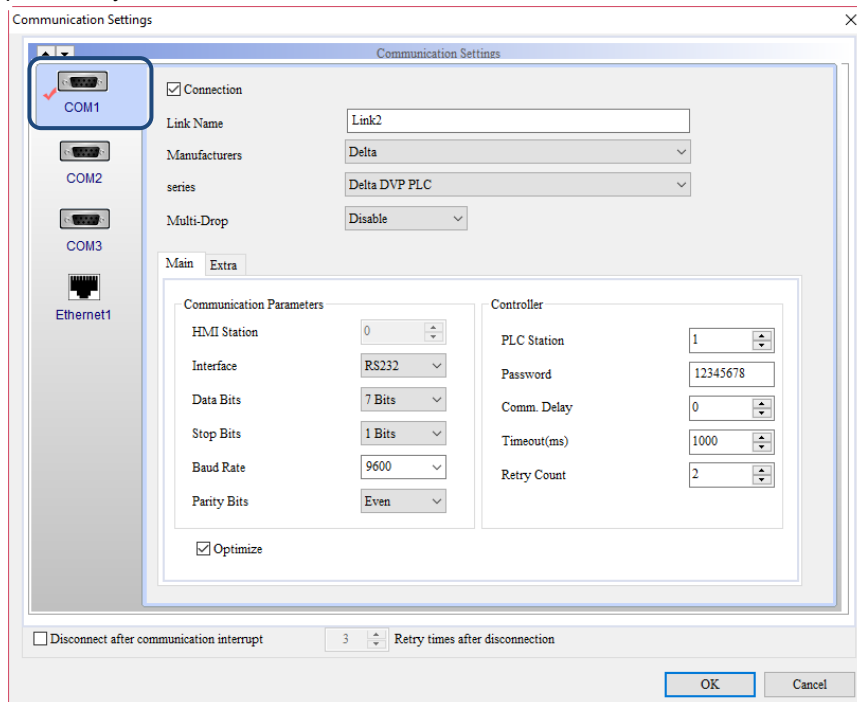 Communication Settings
Communication Settings
COM1
COM2
COM3
Ethernet1
Connection
Link Name Link2
Manufacturers Delta
series Delta DVP PLC
Multi-Drop Disable
Main Extra
Communication Parameters
HMI Station 0
Interface RS232
Data Bits 7 Bits
Stop Bits 1 Bits
Baud Rate 9600
Parity Bits Even
Controller
PLC Station 1
Password 12345678
Comm. Delay 0
Timeout(ms) 1000
Retry Count 2
Optimize
Disconnect after communication interrupt 3 Retry times after disconnection
OK Cancel